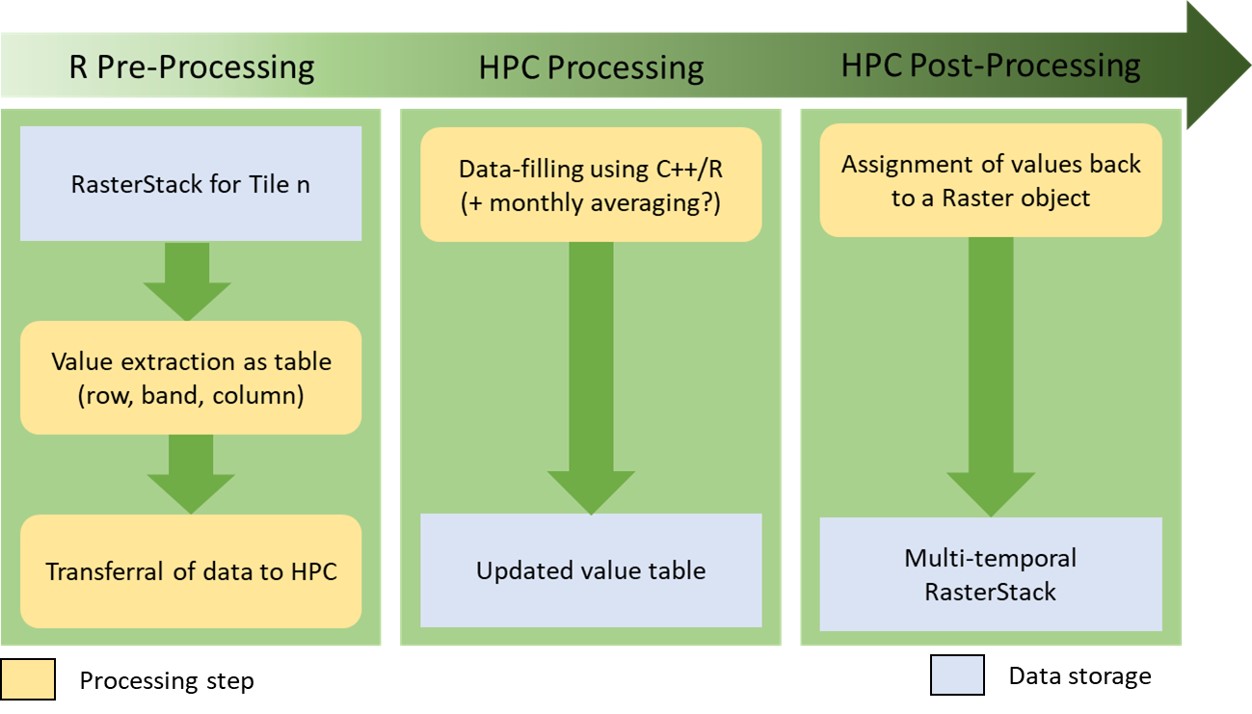 R Pre-Processing
HPC Processing
HPC Post-Processing
RasterStack for Tile n
Value extraction as table
(row, band, column)
Transferral of data to HPC
Data-filling using C++/R
(+ monthly averaging?)
Updated value table
Assignment of values back
to a Raster object
Multi-temporal
RasterStack
Processing step
Data storage